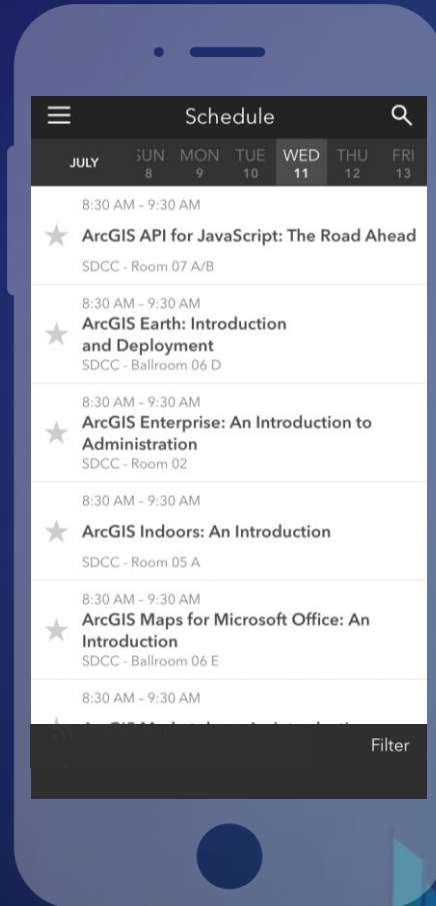 Schedule
JULY SUN MON TUE WED THU FRI
8 9 10 11 12 13
8:30 AM – 9:30 AM
ArcGIS API for JavaScript: The Road Ahead
SDCC - Room 07 A/B
8:30 AM – 9:30 AM
ArcGIS Earth: Introduction
and Deployment
SDCC - Ballroom 06 D
8:30 AM – 9:30 AM
ArcGIS Enterprise: An Introduction to
Administration
SDCC - Room 02
8:30 AM – 9:30 AM
ArcGIS Indoors: An Introduction
SDCC - Room 05 A
8:30 AM – 9:30 AM
ArcGIS Maps for Microsoft Office: An
Introduction
SDCC - Ballroom 06 E
8:30 AM – 9:30 AM
Filter